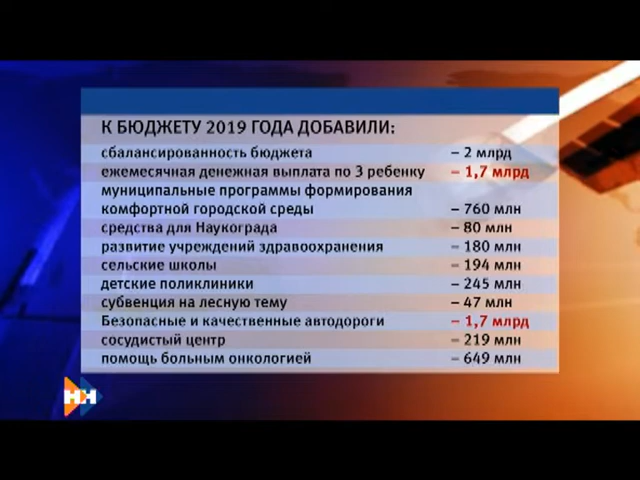 К БЮДЖЕТУ 2019 ГОДА ДОБАВИЛИ:
сбалансированность бюджета – 2 млрд
ежемесячная денежная выплата по 3 ребенку – 1,7 млрд
муниципальные программы формирования
комфортной городской среды – 760 млн
средства для Наукограда – 80 млн
развитие учреждений здравоохранения – 180 млн
сельские школы – 194 млн
детские поликлиники – 245 млн
субвенция на лесную тему – 47 млн
Безопасные и качественные автодороги – 1,7 млрд
сосудистый центр – 219 млн
помощь больным онкологией – 649 млн
НН